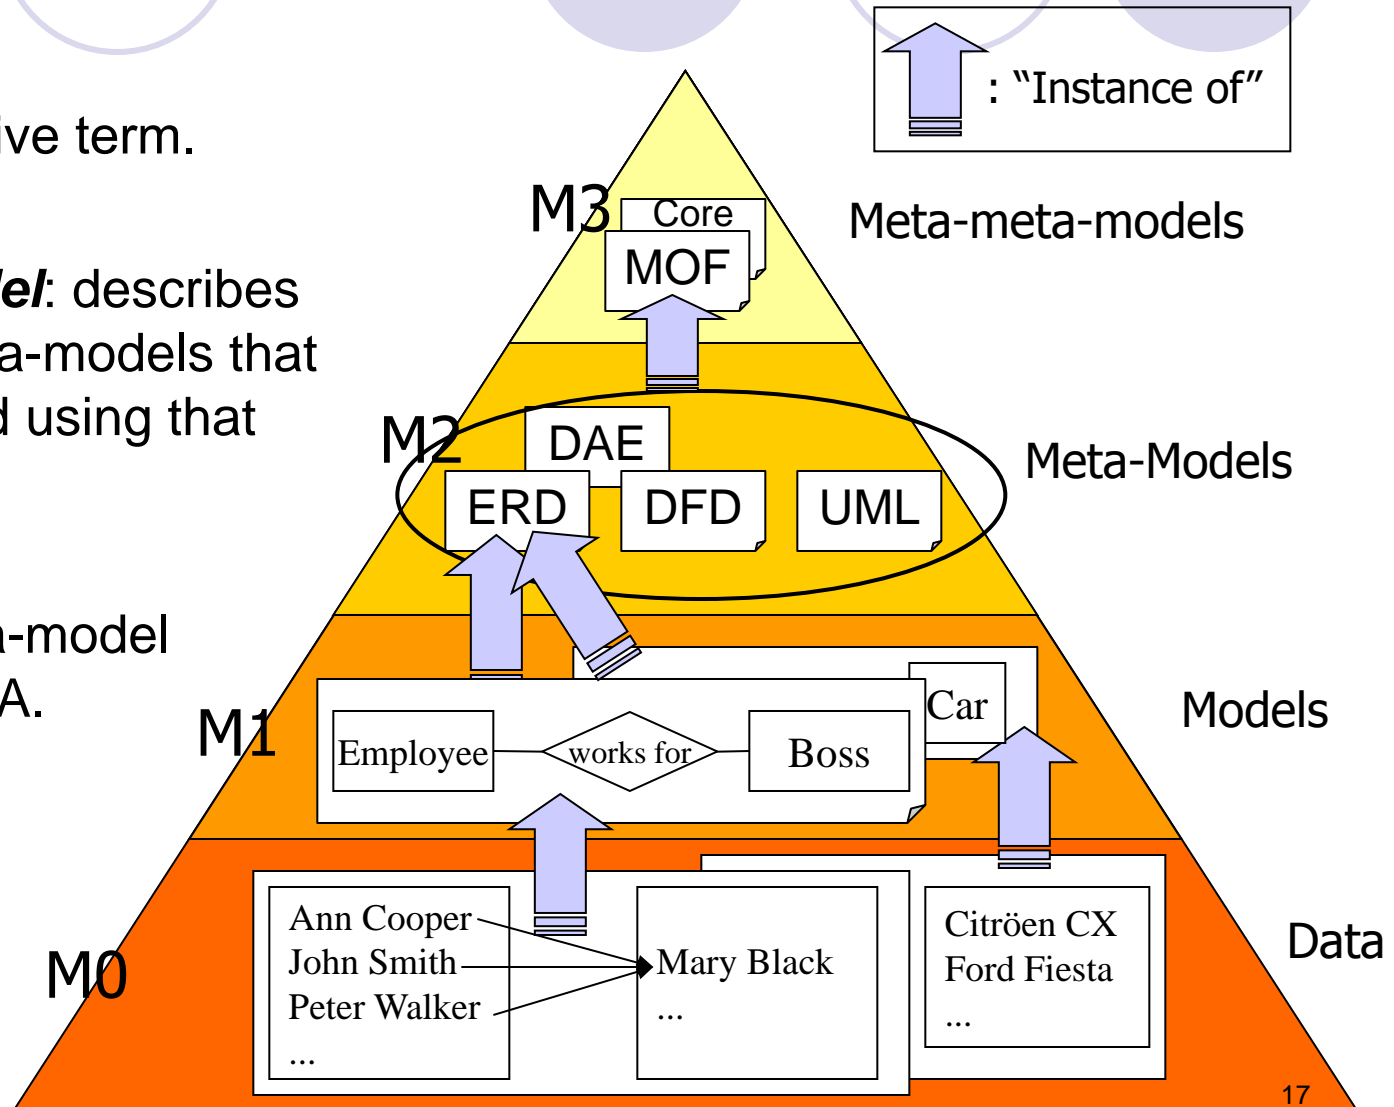 : “Instance of”
ive term.
M3
Core
MOF
Meta-meta-models
del: describes
a-models that
d using that
M2
DAE
ERD
DFD
UML
Meta-Models
a-model
A.
M1
Employee
works for
Boss
Car
Models
M0
Ann Cooper
John Smith
Peter Walker
...
Mary Black
...
Citröen CX
Ford Fiesta
...
Data
17